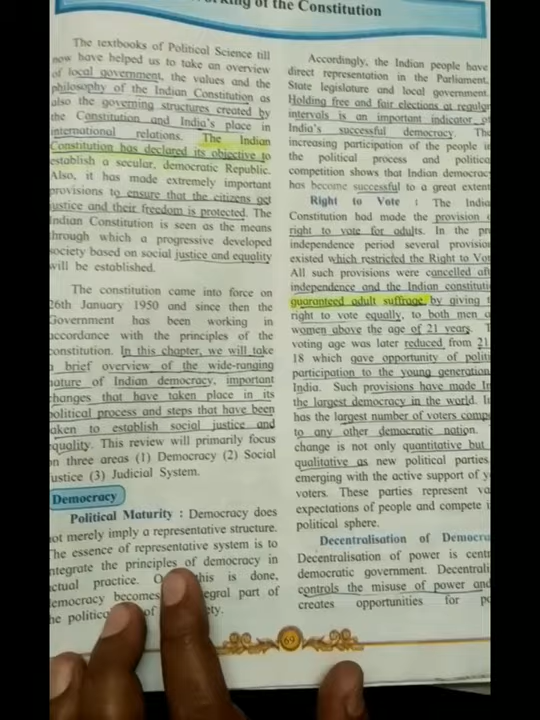 king of the Constitution
The textbooks of Political Science till
now have helped us to take an overview
of local government, the values and the
philosophy of the Indian Constitution as
also the governing structures created by
the Constitution and India's place in
international relations. The Indian
Constitution has declared its objective to
establish a secular, democratic Republic.
Also, it has made extremely important
provisions to ensure that the citizens get
justice and their freedom is protected. The
Indian Constitution is seen as the means
through which a progressive developed
society based on social justice and equality
will be established.
The constitution came into force on
26th January 1950 and since then the
Government has been working in
accordance with the principles of the
constitution. In this chapter, we will take
a brief overview of the wide-ranging
nature of Indian democracy, important
changes that have taken place in its
political process and steps that have been
taken to establish social justice and
equality. This review will primarily focus
on three areas (1) Democracy (2) Social
Justice (3) Judicial System.
Democracy
Political Maturity : Democracy does
not merely imply a representative structure.
The essence of representative system is to
integrate the principles of democracy in
actual practice. this is done,
democracy becomes part of
the of
Accordingly, the Indian people have
direct representation in the Parliament,
State legislature and local government.
Holding free and fair elections at regular
intervals is an important indicator of
India's successful democracy. The
increasing participation of the people in
the political process and political
competition shows that Indian democracy
has become successful to a great extent
Right to Vote : The India
Constitution had made the provision o
right to vote for adults. In the pre
independence period several provision
existed which restricted the Right to Vot
All such provisions were cancelled aft
independence and the Indian constituti
guaranteed adult suffrage by giving t
right to vote equally, to both men a
women above the age of 21 years. T
voting age was later reduced from 21
18 which gave opportunity of politi
participation to the young generation
India. Such provisions have made In
the largest democracy in the world. I
has the largest number of voters comp
to any other democratic nation.
change is not only quantitative but
qualitative as new political parties
emerging with the active support of y
voters. These parties represent va
expectations of people and compete i
political sphere.
Decentralisation of Democra
Decentralisation of power is centr
democratic government. Decentrali
controls the misuse of power and
creates opportunities for pe
69